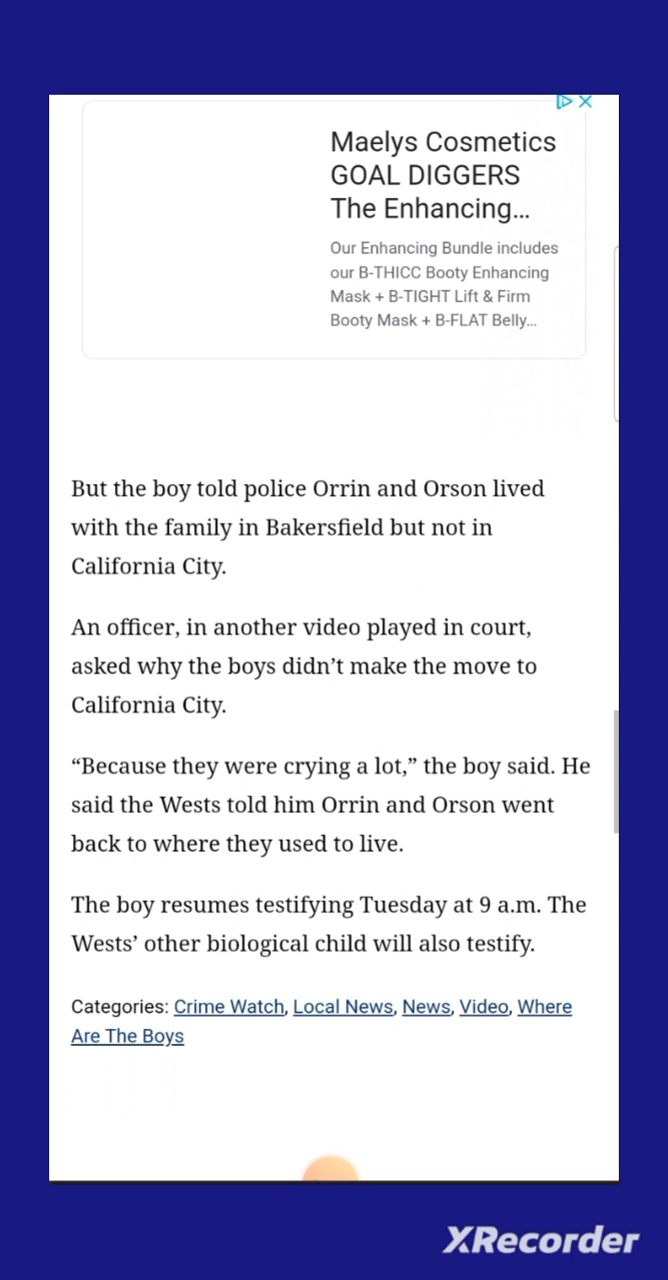 Maelys Cosmetics
GOAL DIGGERS
The Enhancing...
Our Enhancing Bundle includes
our B-THICC Booty Enhancing
Mask + B-TIGHT Lift & Firm
Booty Mask + B-FLAT Belly...
But the boy told police Orrin and Orson lived
with the family in Bakersfield but not in
California City.
An officer, in another video played in court,
asked why the boys didn’t make the move to
California City.
“Because they were crying a lot,” the boy said. He
said the Wests told him Orrin and Orson went
back to where they used to live.
The boy resumes testifying Tuesday at 9 a.m. The
Wests’ other biological child will also testify.
Categories: Crime Watch, Local News, News, Video, Where
Are The Boys
XRecorder